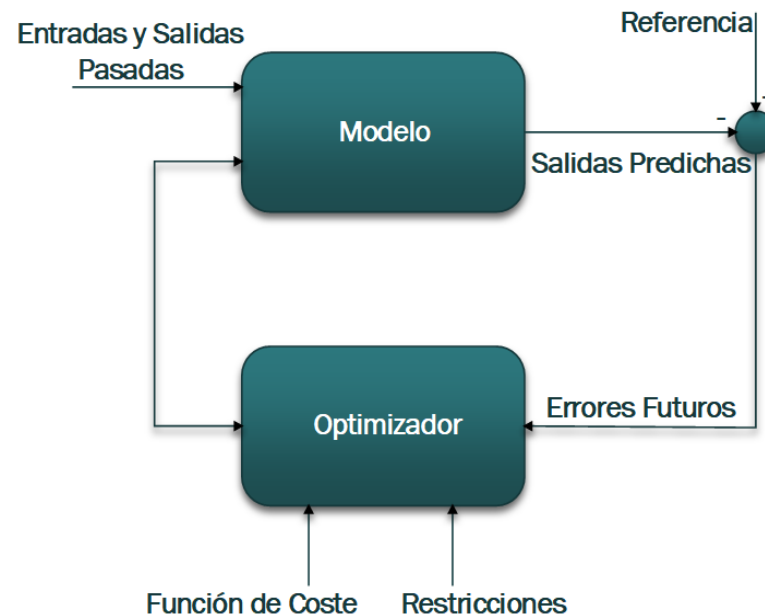 Entradas y Salidas
Pasadas
Referencia
Modelo
-
Salidas Predichas
Optimizador
Errores Futuros
Función de Coste
Restricciones